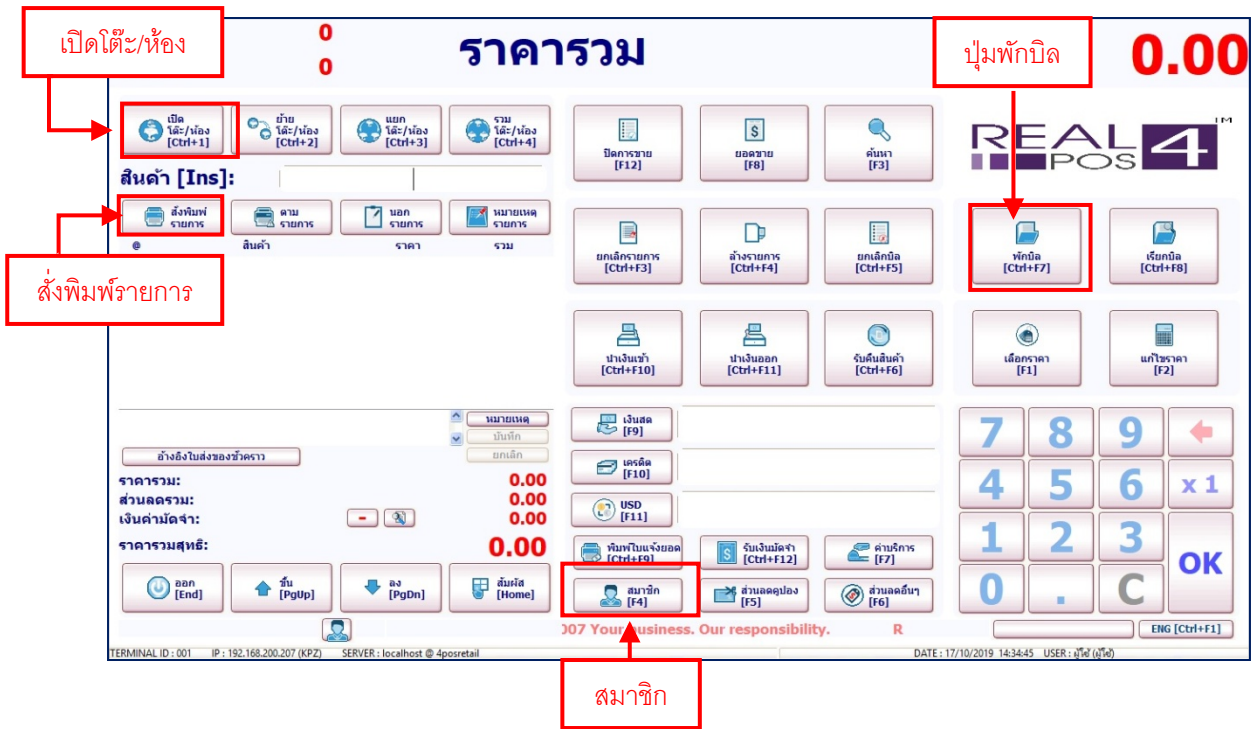 เปิดโต๊ะ/ห้อง
0
0
ราคารวม
ปุ่มพักบิล
0.00
เปิด
โต๊ะ/ห้อง
[Ctrl+1]
ย้าย
โต๊ะ/ห้อง
[Ctrl+2]
แยก
โต๊ะ/ห้อง
[Ctrl+3]
รวม
โต๊ะ/ห้อง
[Ctrl+4]
ปิดการขาย
[F12]
ยอดขาย
[F8]
ค้นหา
[F3]
REAL
POS
4
TM
สินค้า [Ins]:
สั่งพิมพ์
รายการ
ตาม
รายการ
นอก
รายการ
หมายเหตุ
รายการ
@ สินค้า ราคา รวม
สั่งพิมพ์รายการ
ยกเลิกรายการ
[Ctrl+F3]
ล้างรายการ
[Ctrl+F4]
ยกเลิกบิล
[Ctrl+F5]
พักบิล
[Ctrl+F7]
เรียกบิล
[Ctrl+F8]
นำเงินเข้า
[Ctrl+F10]
นำเงินออก
[Ctrl+F11]
รับคืนสินค้า
[Ctrl+F6]
เลือกราคา
[F1]
แก้ไขราคา
[F2]
หมายเหตุ
บันทึก
ยกเลิก
อ้างอิงใบส่งของชั่วคราว
ราคารวม: 0.00
ส่วนลดรวม: 0.00
เงินค่ามัดจำ: - 0.00
ราคารวมสุทธิ: 0.00
เงินสด
[F9]
เครดิต
[F10]
USD
[F11]
7 8 9
4 5 6 x 1
1 2 3
0 . C OK
พิมพ์ใบแจ้งยอด
[Ctrl+F9]
รับเงินมัดจำ
[Ctrl+F12]
ค่าบริการ
[F7]
ออก
[End]
ขึ้น
[PgUp]
ลง
[PgDn]
สัมผัส
[Home]
สมาชิก
[F4]
ส่วนลดคูปอง
[F5]
ส่วนลดอื่นๆ
[F6]
007 Your business. Our responsibility. R
ENG [Ctrl+F1]
TERMINAL ID : 001 IP : 192.168.200.207 (KPZ) SERVER : localhost @ 4posretail DATE : 17/10/2019 14:34:45 USER : ผู้ใช้ (ผู้ใช้)
สมาชิก